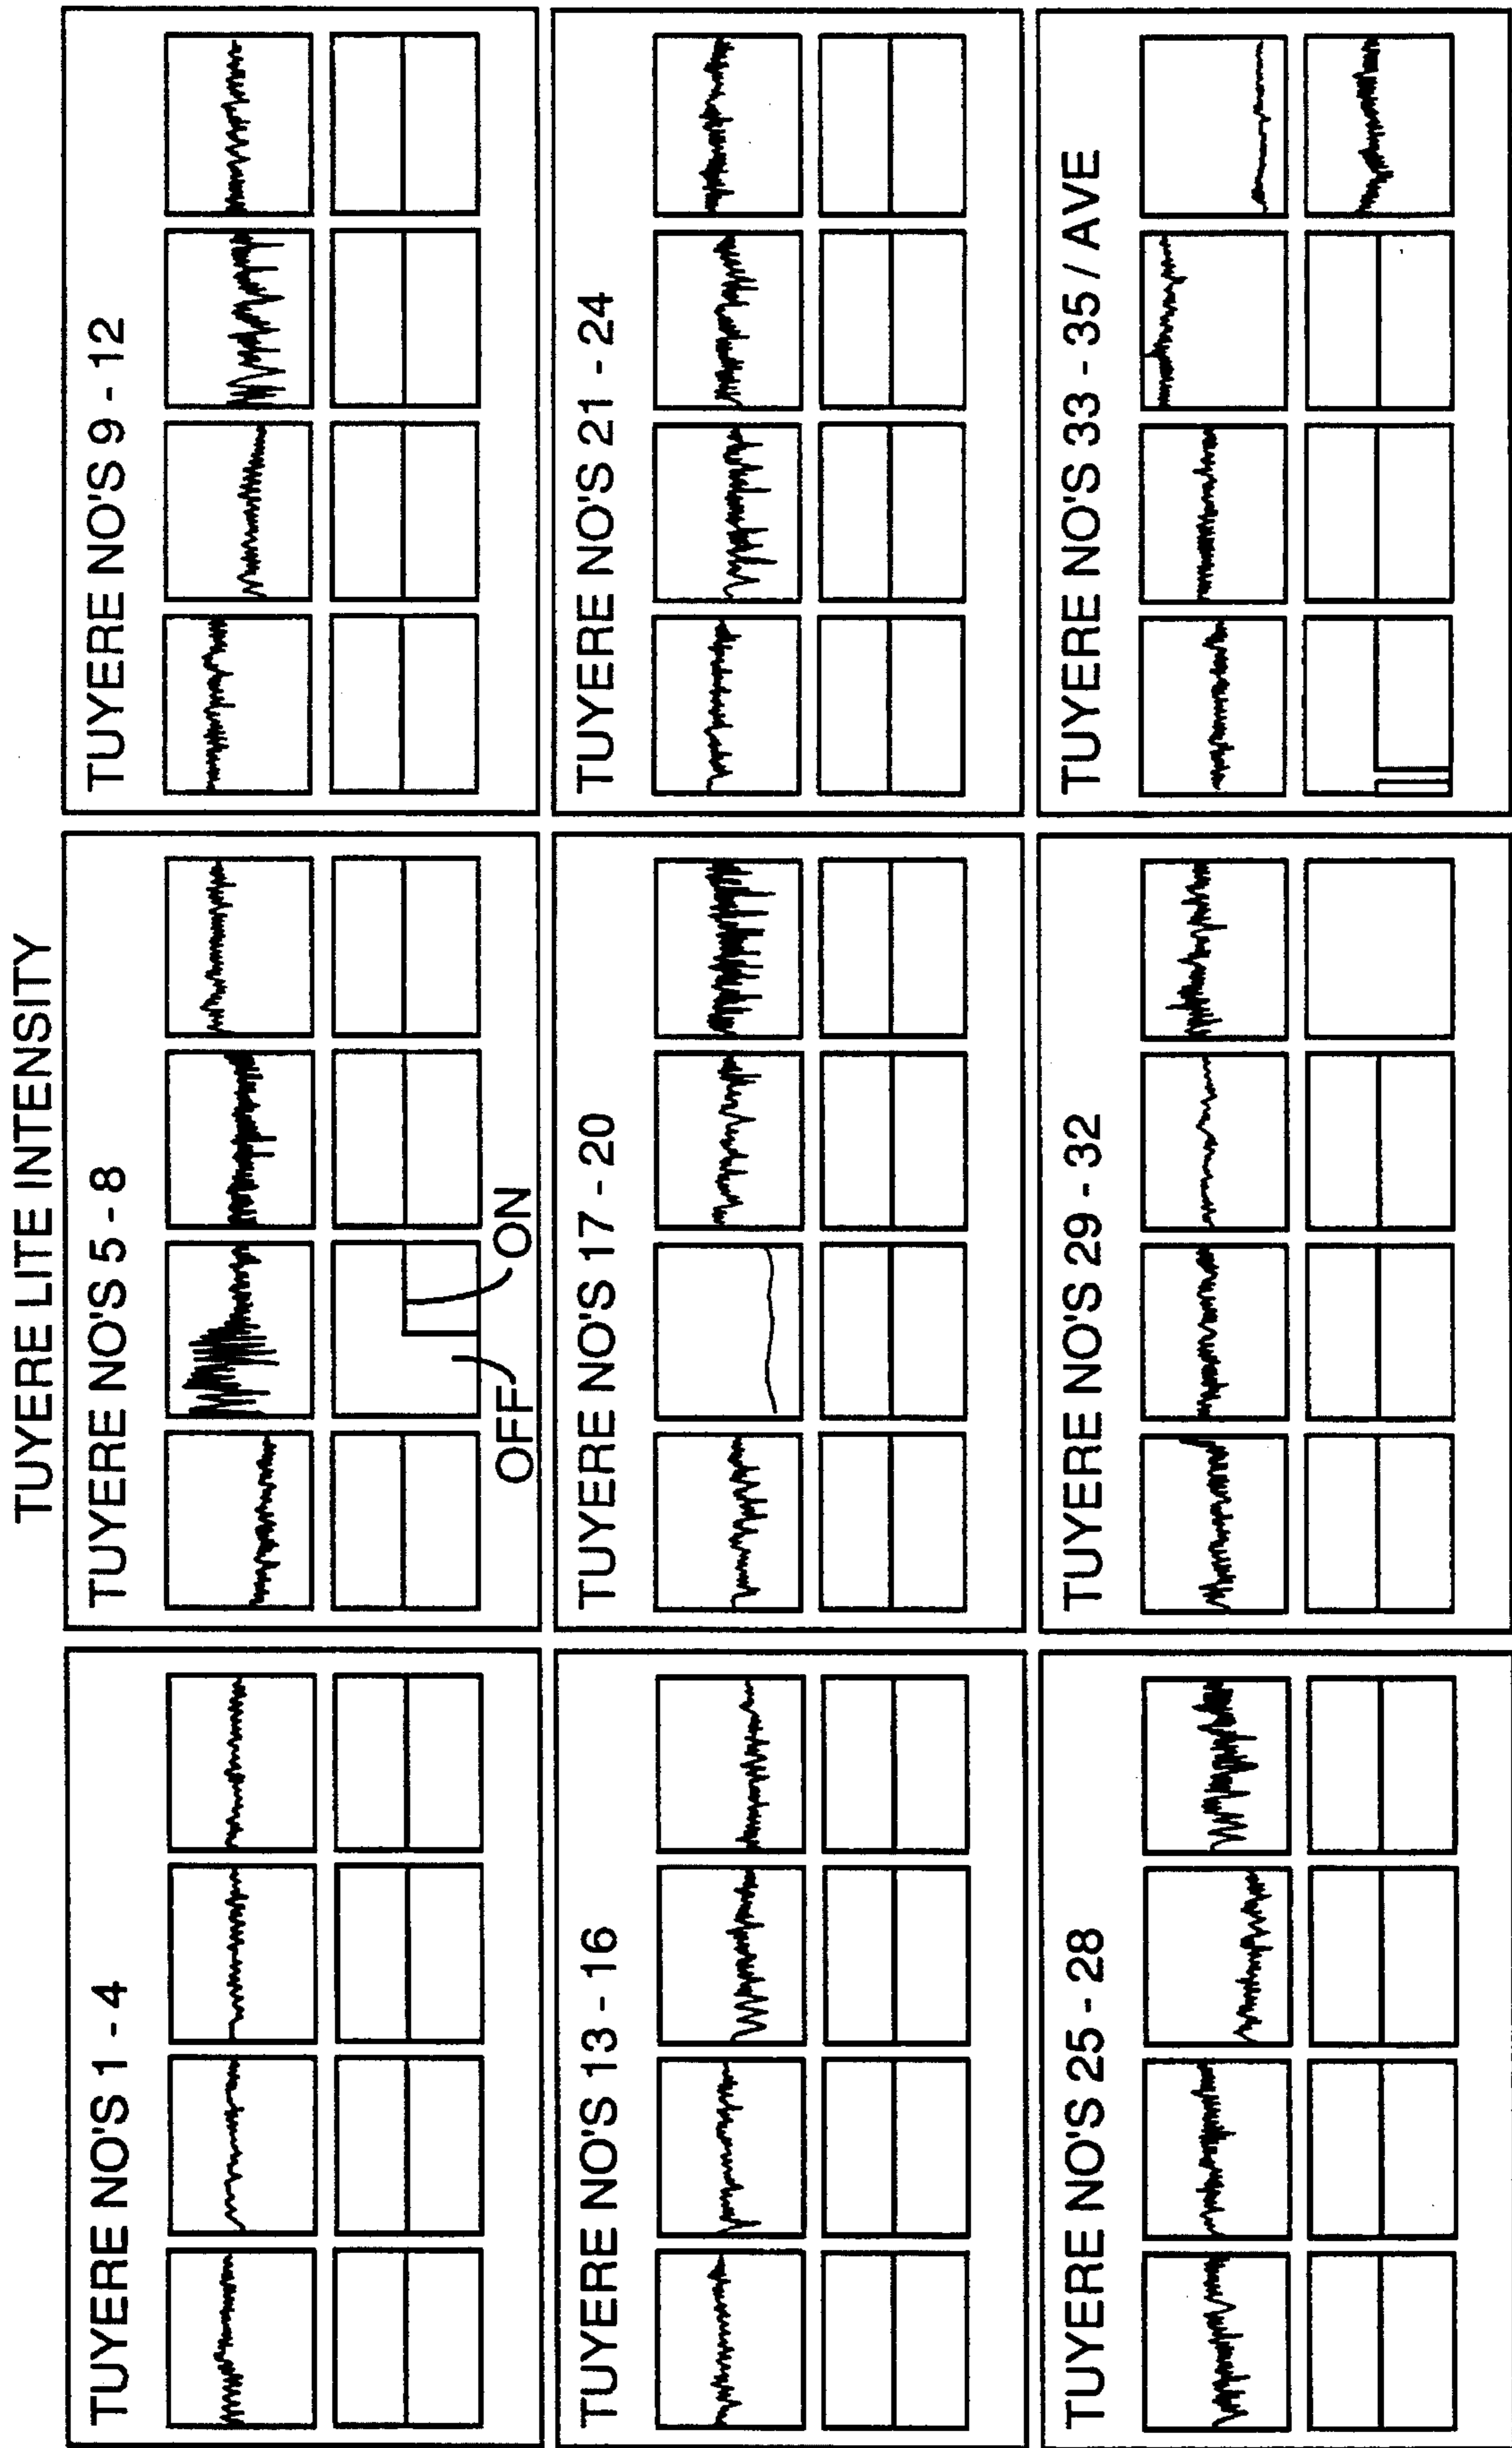 TUYERE LITE INTENSITY
TUYERE NO'S 1 - 4
TUYERE NO'S 5 - 8
OFF
ON
TUYERE NO'S 9 - 12
TUYERE NO'S 13 - 16
TUYERE NO'S 17 - 20
TUYERE NO'S 21 - 24
TUYERE NO'S 25 - 28
TUYERE NO'S 29 - 32
TUYERE NO'S 33 - 35 / AVE